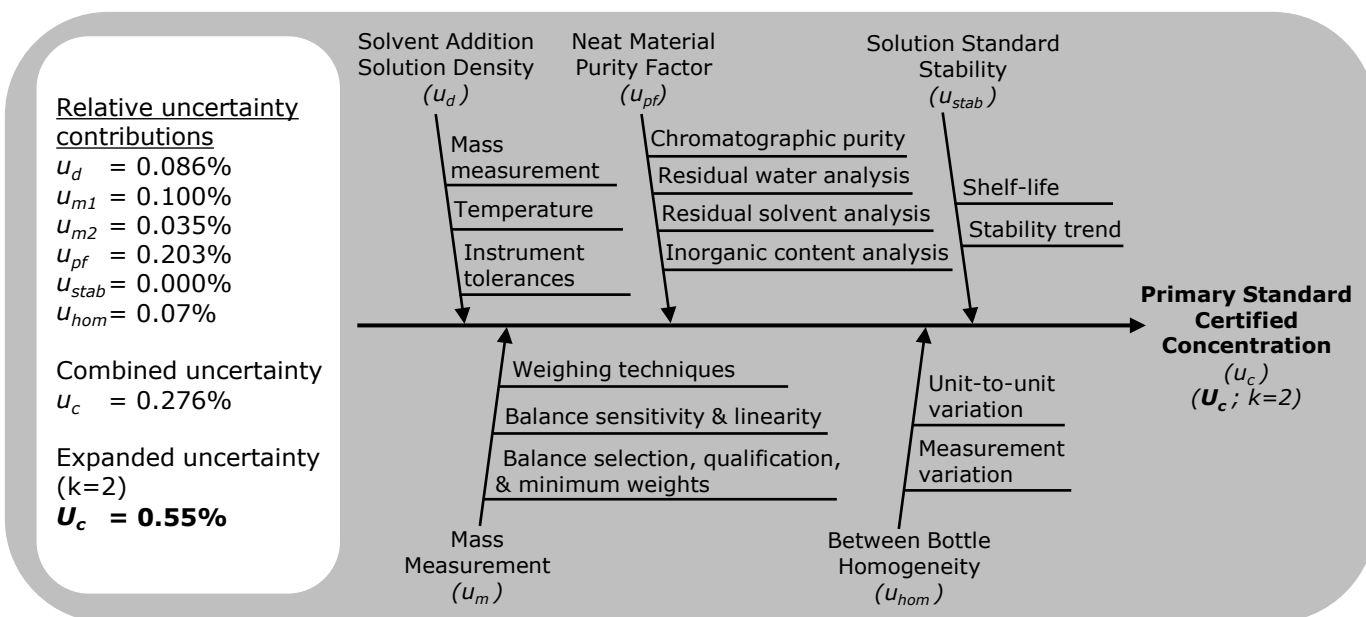 Relative uncertainty
contributions
u_d = 0.086%
u_m1 = 0.100%
u_m2 = 0.035%
u_pf = 0.203%
u_stab = 0.000%
u_hom = 0.07%
Combined uncertainty
u_c = 0.276%
Expanded uncertainty
(k=2)
U_c = 0.55%
Solvent Addition
Solution Density
(u_d)
Mass
measurement
Temperature
Instrument
tolerances
Neat Material
Purity Factor
(u_pf)
Chromatographic purity
Residual water analysis
Residual solvent analysis
Inorganic content analysis
Solution Standard
Stability
(u_stab)
Shelf-life
Stability trend
Weighing techniques
Balance sensitivity & linearity
Balance selection, qualification,
& minimum weights
Mass
Measurement
(u_m)
Unit-to-unit
variation
Measurement
variation
Between Bottle
Homogeneity
(u_hom)
Primary Standard
Certified
Concentration
(u_c)
(U_c; k=2)